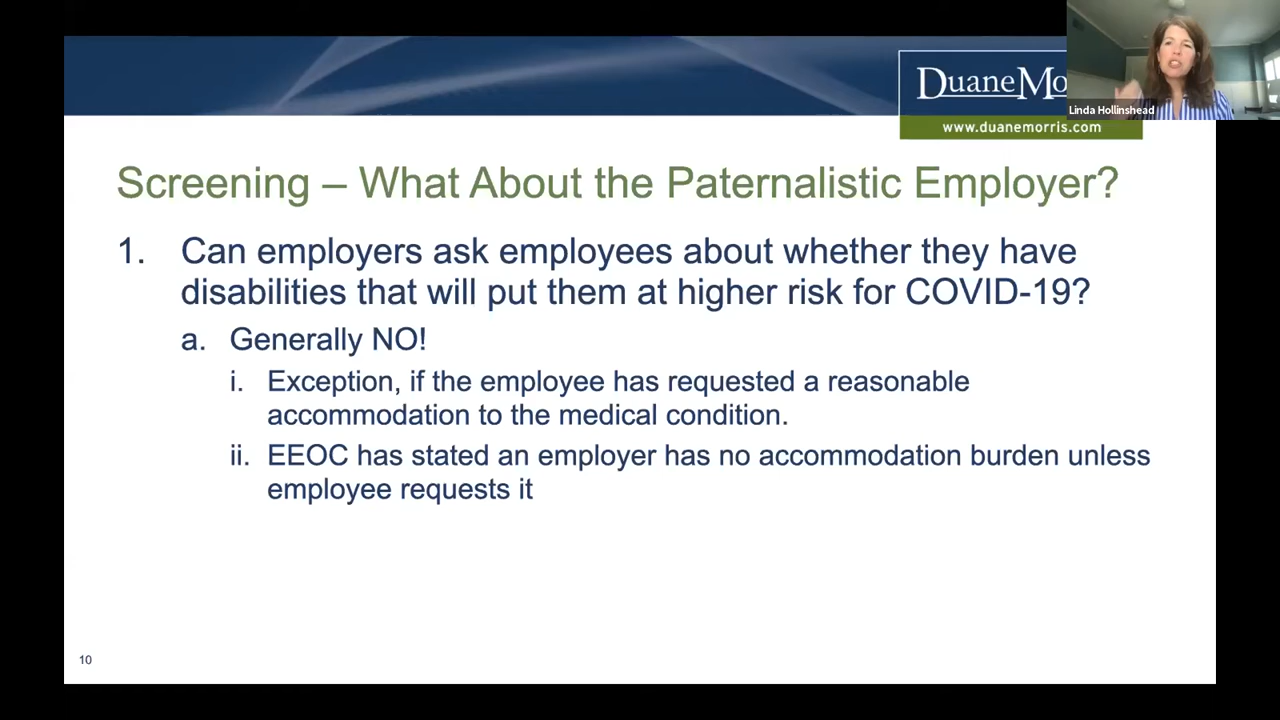 DuaneMo
Linda Hollinshead
www.duanemorris.com
Screening – What About the Paternalistic Employer?
1. Can employers ask employees about whether they have
disabilities that will put them at higher risk for COVID-19?
a. Generally NO!
i. Exception, if the employee has requested a reasonable
accommodation to the medical condition.
ii. EEOC has stated an employer has no accommodation burden unless
employee requests it
10